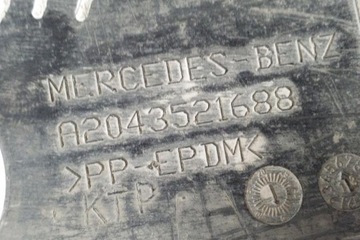 MERCEDES-BENZ
A2043521688
>PP-EPDM<
KTP